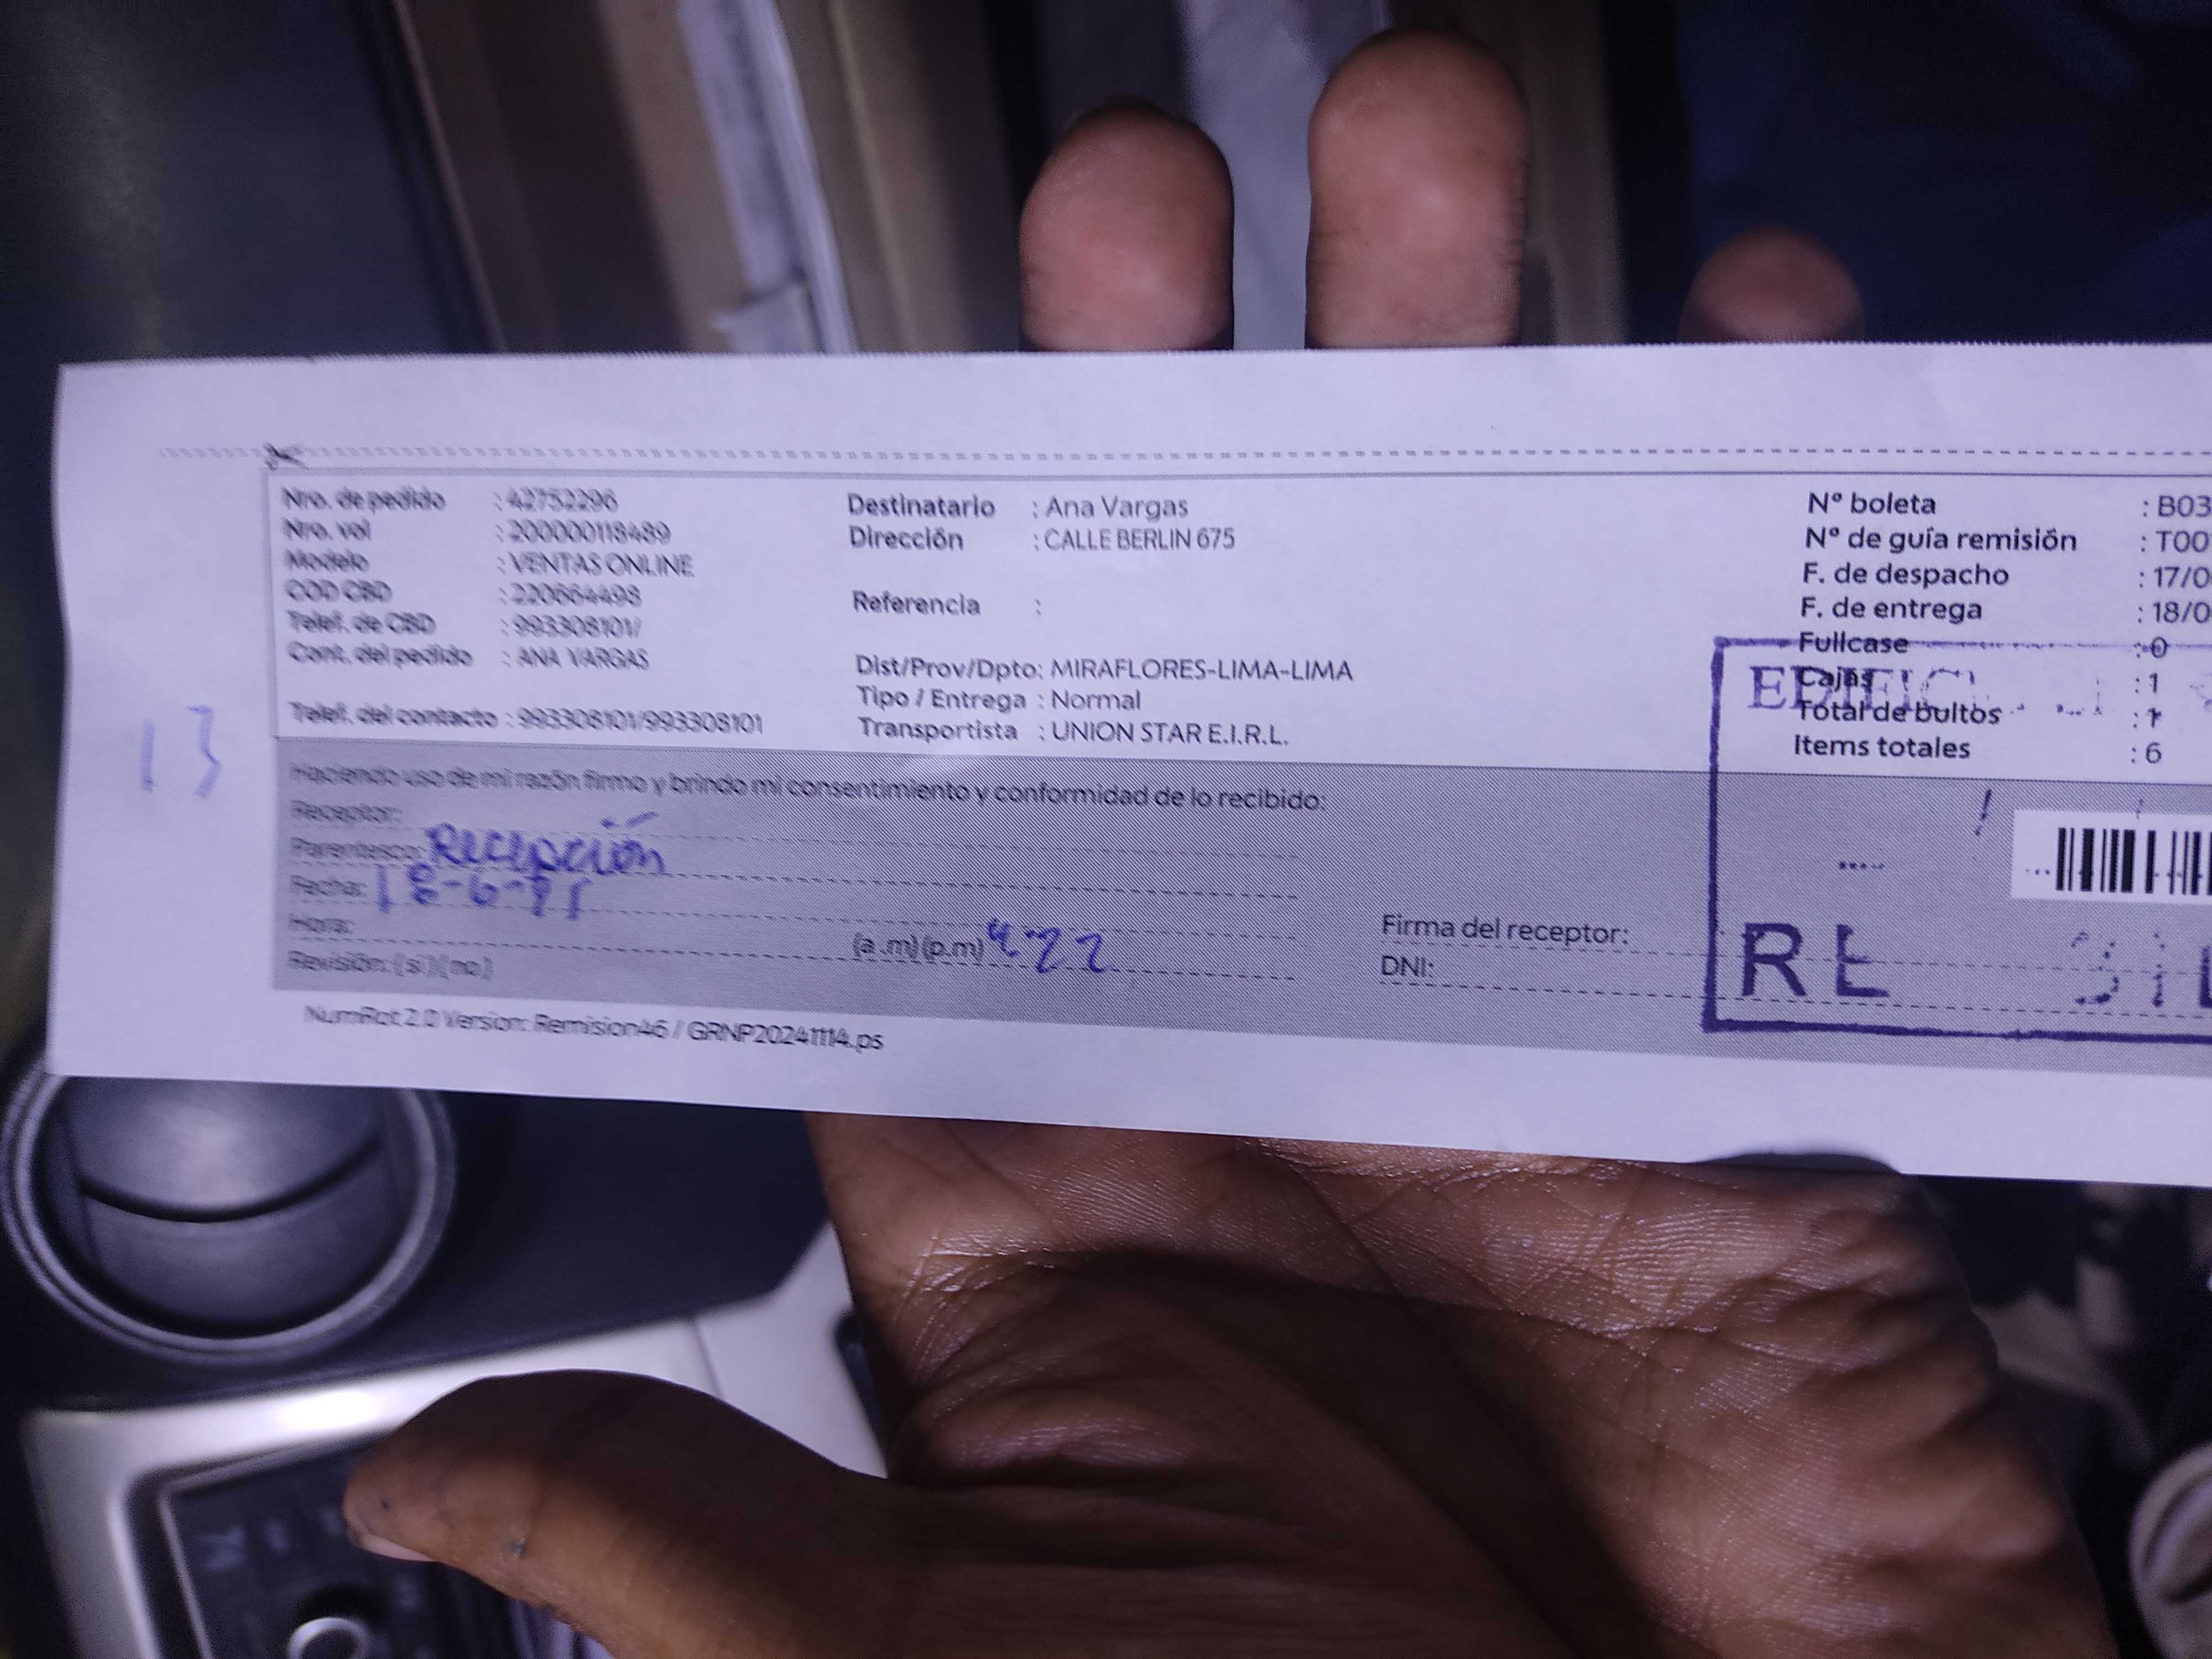 Nro. de pedido : 42752296
Nro. vol : 200000118489
Modelo : VENTAS ONLINE
COD CBD : 220664498
Telef. de CBD : 993308101/
Cont. del pedido : ANA VARGAS
Telef. del contacto : 993308101/993308101
Destinatario : Ana Vargas
Dirección : CALLE BERLIN 675
Referencia :
Dist/Prov/Dpto: MIRAFLORES-LIMA-LIMA
Tipo / Entrega : Normal
Transportista : UNION STAR E.I.R.L.
Nº boleta : B03
Nº de guía remisión : T00
F. de despacho : 17/0
F. de entrega : 18/0
Fullcase : 0
Cajas : 1
Total de bultos : 1
Items totales : 6
13
Haciendo uso de mi razón firmo y brindo mi consentimiento y conformidad de lo recibido:
Receptor:
Parentesco: Recepción
Fecha: 18-6-
Hora: (a.m)(p.m) 4:22
Revisión: (si)(no)
Firma del receptor:
DNI:
NumRot 2.0 Version: Remision46 / GRNP20241114.ps